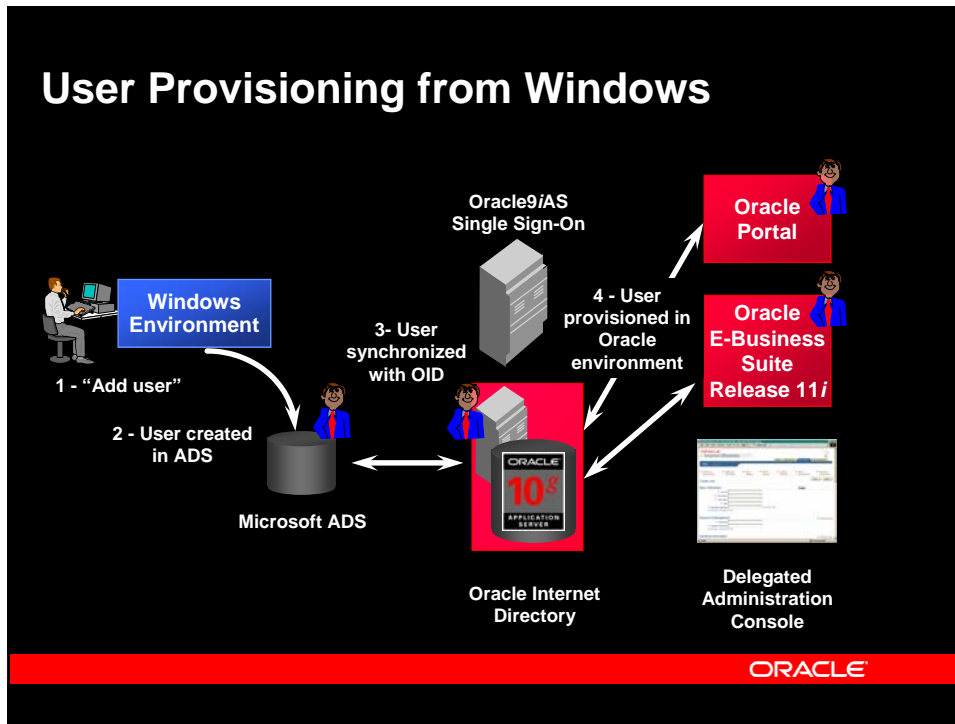 User Provisioning from Windows
Oracle9iAS
Single Sign-On
Oracle
Portal
Windows
Environment
3- User
synchronized
with OID
4 - User
provisioned in
Oracle
environment
Oracle
E-Business
Suite
Release 11i
1 - “Add user”
2 - User created
in ADS
ORACLE
10g
APPLICATION
SERVER
Microsoft ADS
Oracle Internet
Directory
Delegated
Administration
Console
ORACLE